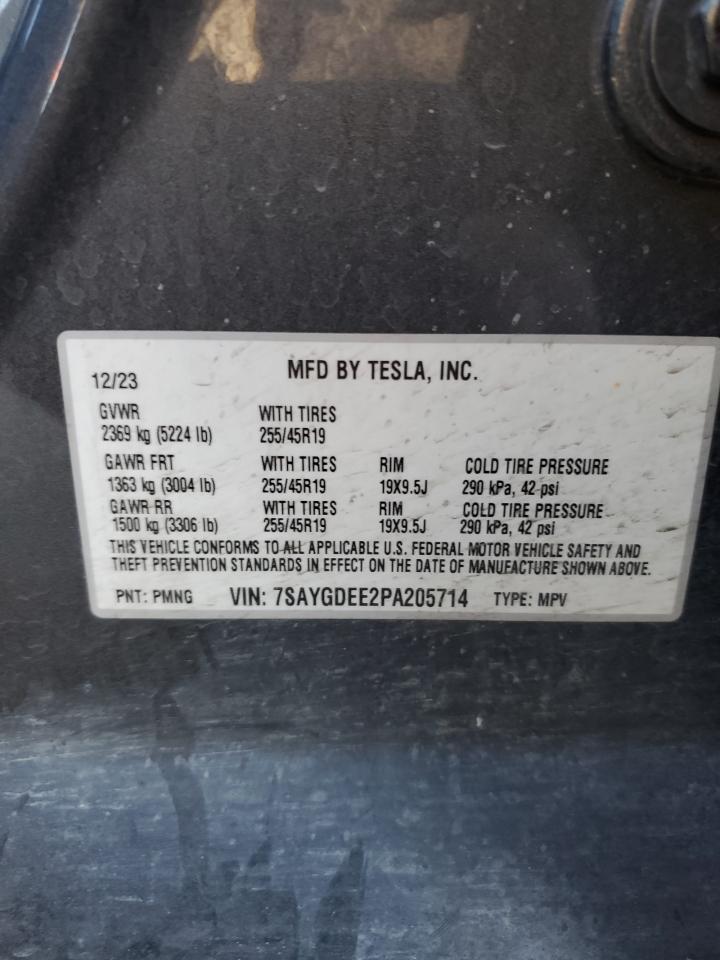 12/23 MFD BY TESLA, INC.
GVWR WITH TIRES
2369 kg (5224 lb) 255/45R19
GAWR FRT WITH TIRES RIM COLD TIRE PRESSURE
1363 kg (3004 lb) 255/45R19 19X9.5J 290 kPa, 42 psi
GAWR RR WITH TIRES RIM COLD TIRE PRESSURE
1500 kg (3306 lb) 255/45R19 19X9.5J 290 kPa, 42 psi
THIS VEHICLE CONFORMS TO ALL APPLICABLE U.S. FEDERAL MOTOR VEHICLE SAFETY AND
THEFT PREVENTION STANDARDS IN EFFECT ON THE DATE OF MANUFACTURE SHOWN ABOVE.
PNT: PMNG VIN: 7SAYGDEE2PA205714 TYPE: MPV